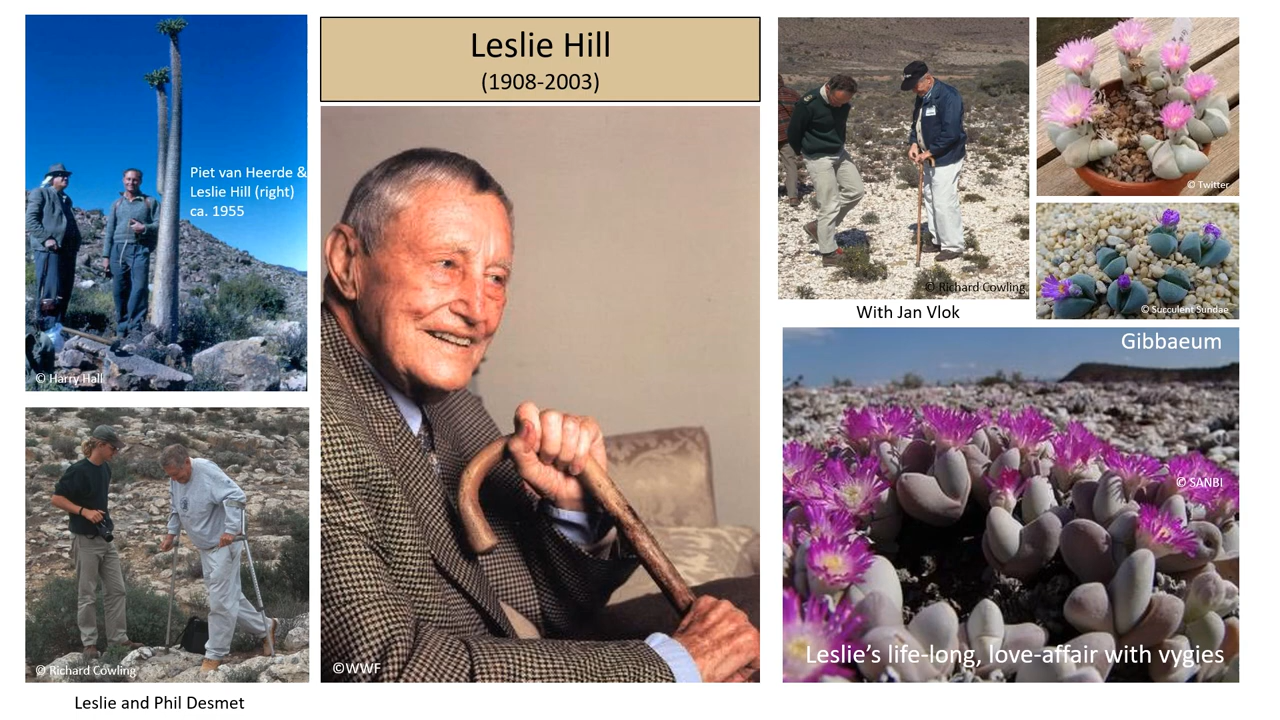 Leslie Hill
(1908-2003)
Piet van Heerde &
Leslie Hill (right)
ca. 1955
© Harry Hall
© Richard Cowling
Leslie and Phil Desmet
©WWF
© Richard Cowling
With Jan Vlok
© Twitter
© Succulent Sundae
Gibbaeum
© SANBI
Leslie’s life-long, love-affair with vygies